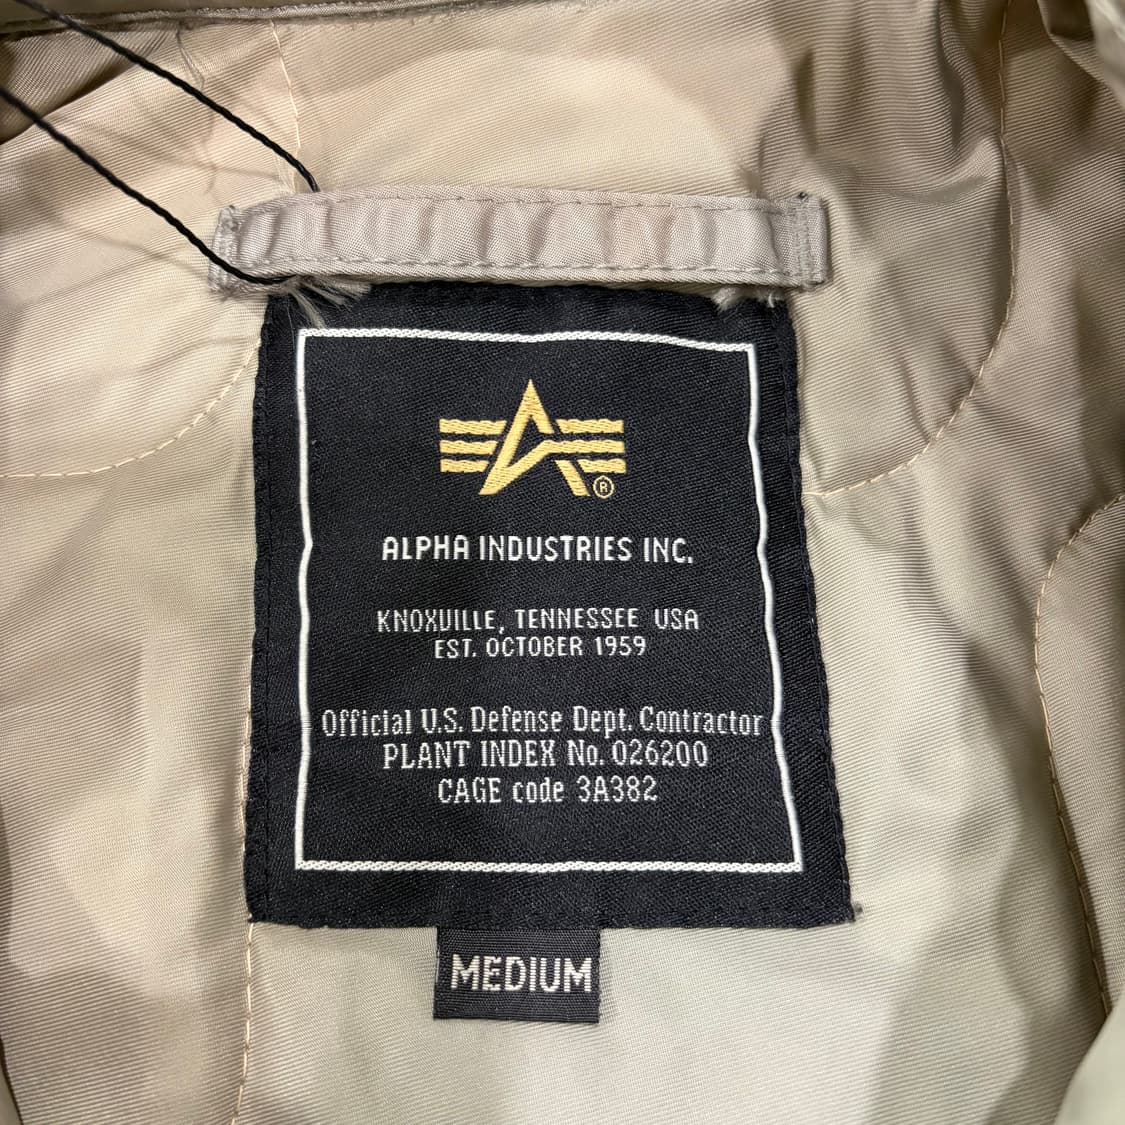 ®
ALPHA INDUSTRIES INC.
KNOXVILLE, TENNESSEE USA
EST. OCTOBER 1959
Official U.S. Defense Dept. Contractor
PLANT INDEX No. 026200
CAGE code 3A382
MEDIUM